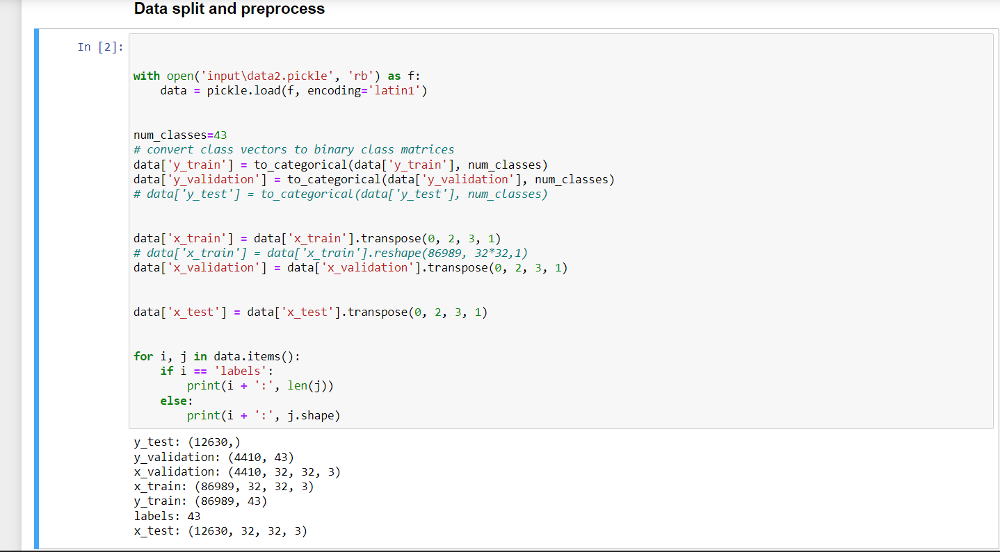 Data split and preprocess
In [2]:
with open('input\data2.pickle', 'rb') as f:
    data = pickle.load(f, encoding='latin1')
num_classes=43
# convert class vectors to binary class matrices
data['y_train'] = to_categorical(data['y_train'], num_classes)
data['y_validation'] = to_categorical(data['y_validation'], num_classes)
# data['y_test'] = to_categorical(data['y_test'], num_classes)
data['x_train'] = data['x_train'].transpose(0, 2, 3, 1)
# data['x_train'] = data['x_train'].reshape(86989, 32*32,1)
data['x_validation'] = data['x_validation'].transpose(0, 2, 3, 1)
data['x_test'] = data['x_test'].transpose(0, 2, 3, 1)
for i, j in data.items():
    if i == 'labels':
        print(i + ':', len(j))
    else:
        print(i + ':', j.shape)
y_test: (12630,)
y_validation: (4410, 43)
x_validation: (4410, 32, 32, 3)
x_train: (86989, 32, 32, 3)
y_train: (86989, 43)
labels: 43
x_test: (12630, 32, 32, 3)